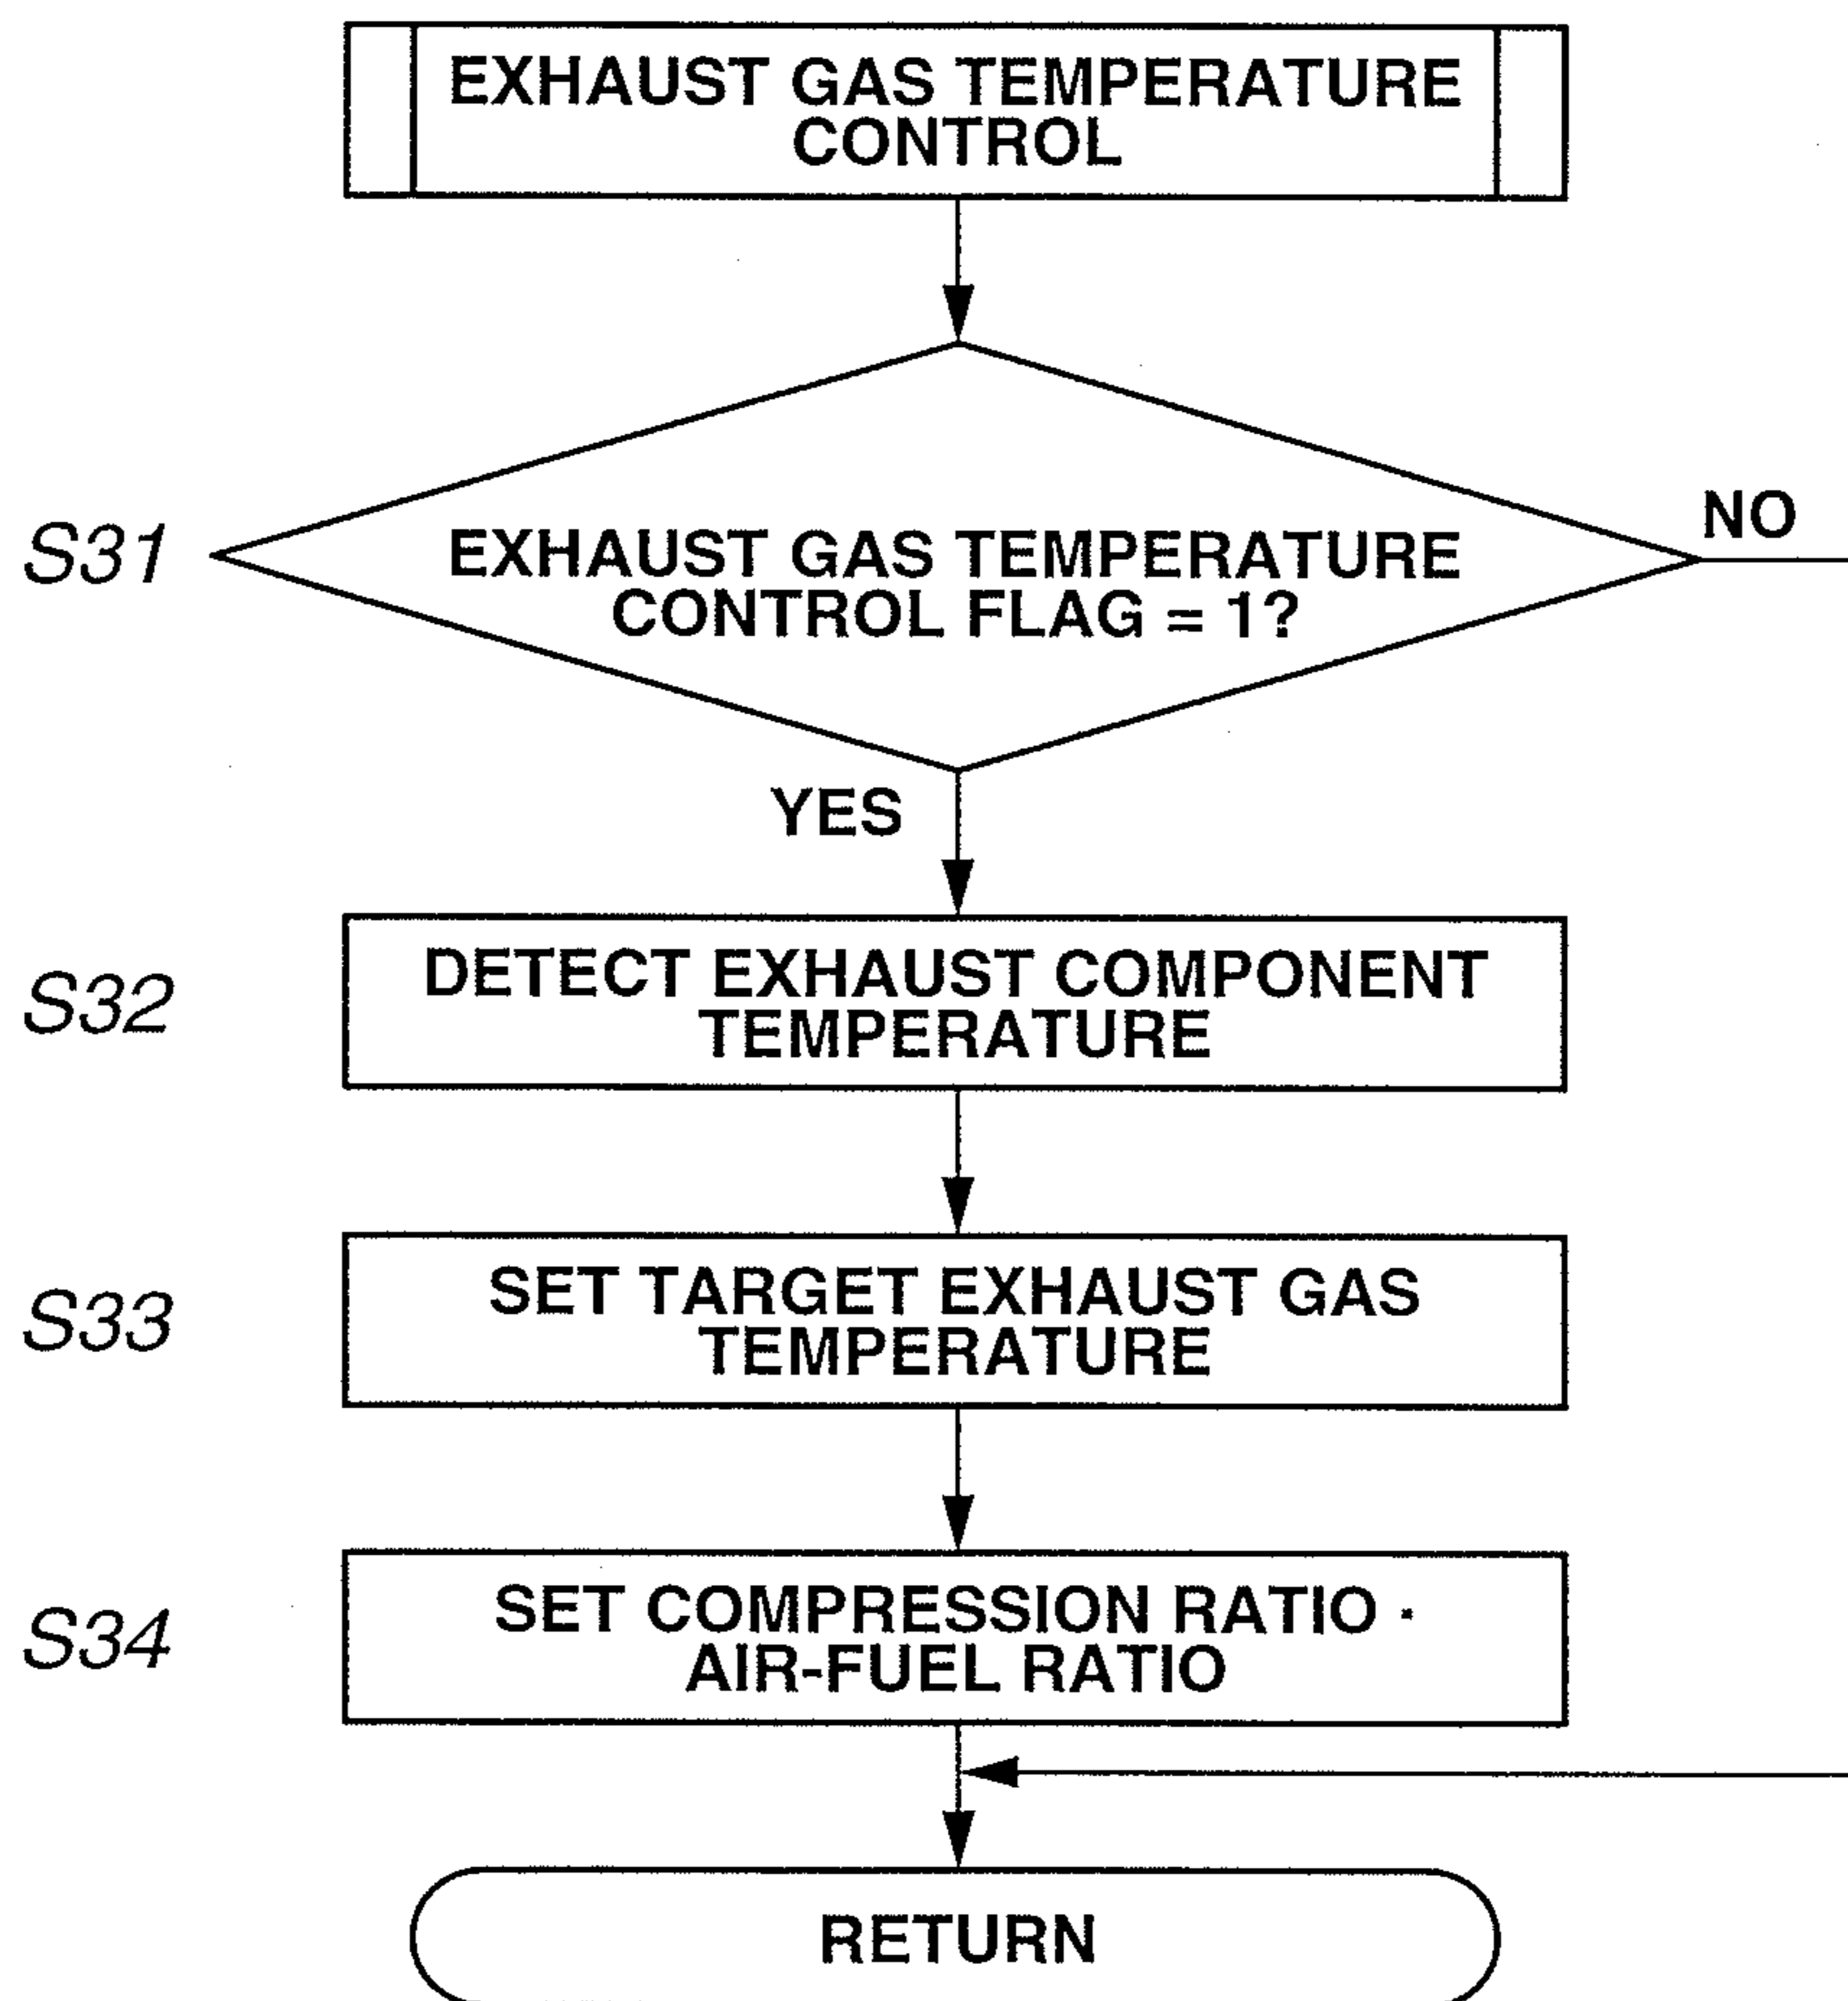 EXHAUST GAS TEMPERATURE
CONTROL
S31
EXHAUST GAS TEMPERATURE
CONTROL FLAG = 1?
NO
YES
S32
DETECT EXHAUST COMPONENT
TEMPERATURE
S33
SET TARGET EXHAUST GAS
TEMPERATURE
S34
SET COMPRESSION RATIO ·
AIR-FUEL RATIO
RETURN